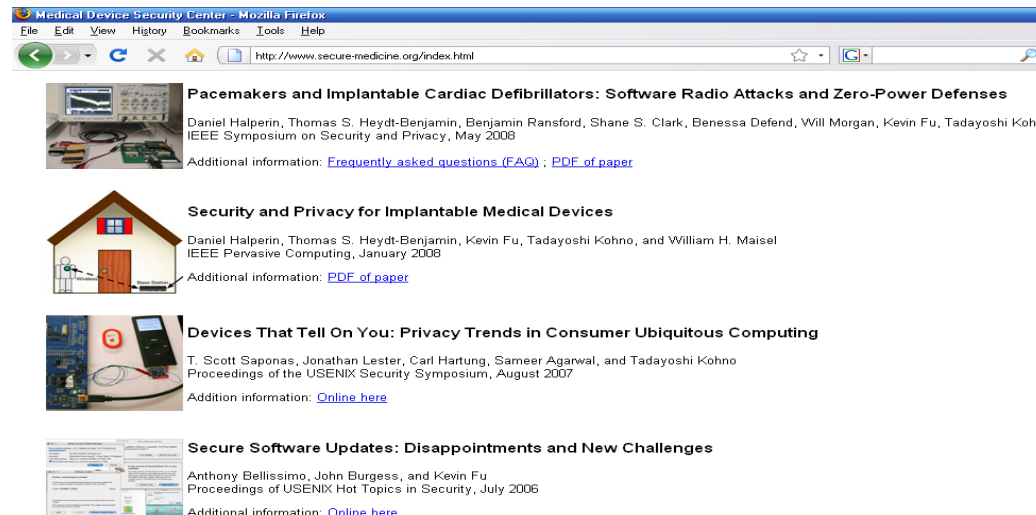 Medical Device Security Center - Mozilla Firefox
File Edit View History Bookmarks Tools Help
http://www.secure-medicine.org/index.html
G
Pacemakers and Implantable Cardiac Defibrillators: Software Radio Attacks and Zero-Power Defenses
Daniel Halperin, Thomas S. Heydt-Benjamin, Benjamin Ransford, Shane S. Clark, Benessa Defend, Will Morgan, Kevin Fu, Tadayoshi Koh
IEEE Symposium on Security and Privacy, May 2008
Additional information: Frequently asked questions (FAQ) ; PDF of paper
Security and Privacy for Implantable Medical Devices
Daniel Halperin, Thomas S. Heydt-Benjamin, Kevin Fu, Tadayoshi Kohno, and William H. Maisel
IEEE Pervasive Computing, January 2008
Wireless
Base Station
Additional information: PDF of paper
Devices That Tell On You: Privacy Trends in Consumer Ubiquitous Computing
T. Scott Saponas, Jonathan Lester, Carl Hartung, Sameer Agarwal, and Tadayoshi Kohno
Proceedings of the USENIX Security Symposium, August 2007
Addition information: Online here
Secure Software Updates: Disappointments and New Challenges
Anthony Bellissimo, John Burgess, and Kevin Fu
Proceedings of USENIX Hot Topics in Security, July 2006
Additional information: Online here